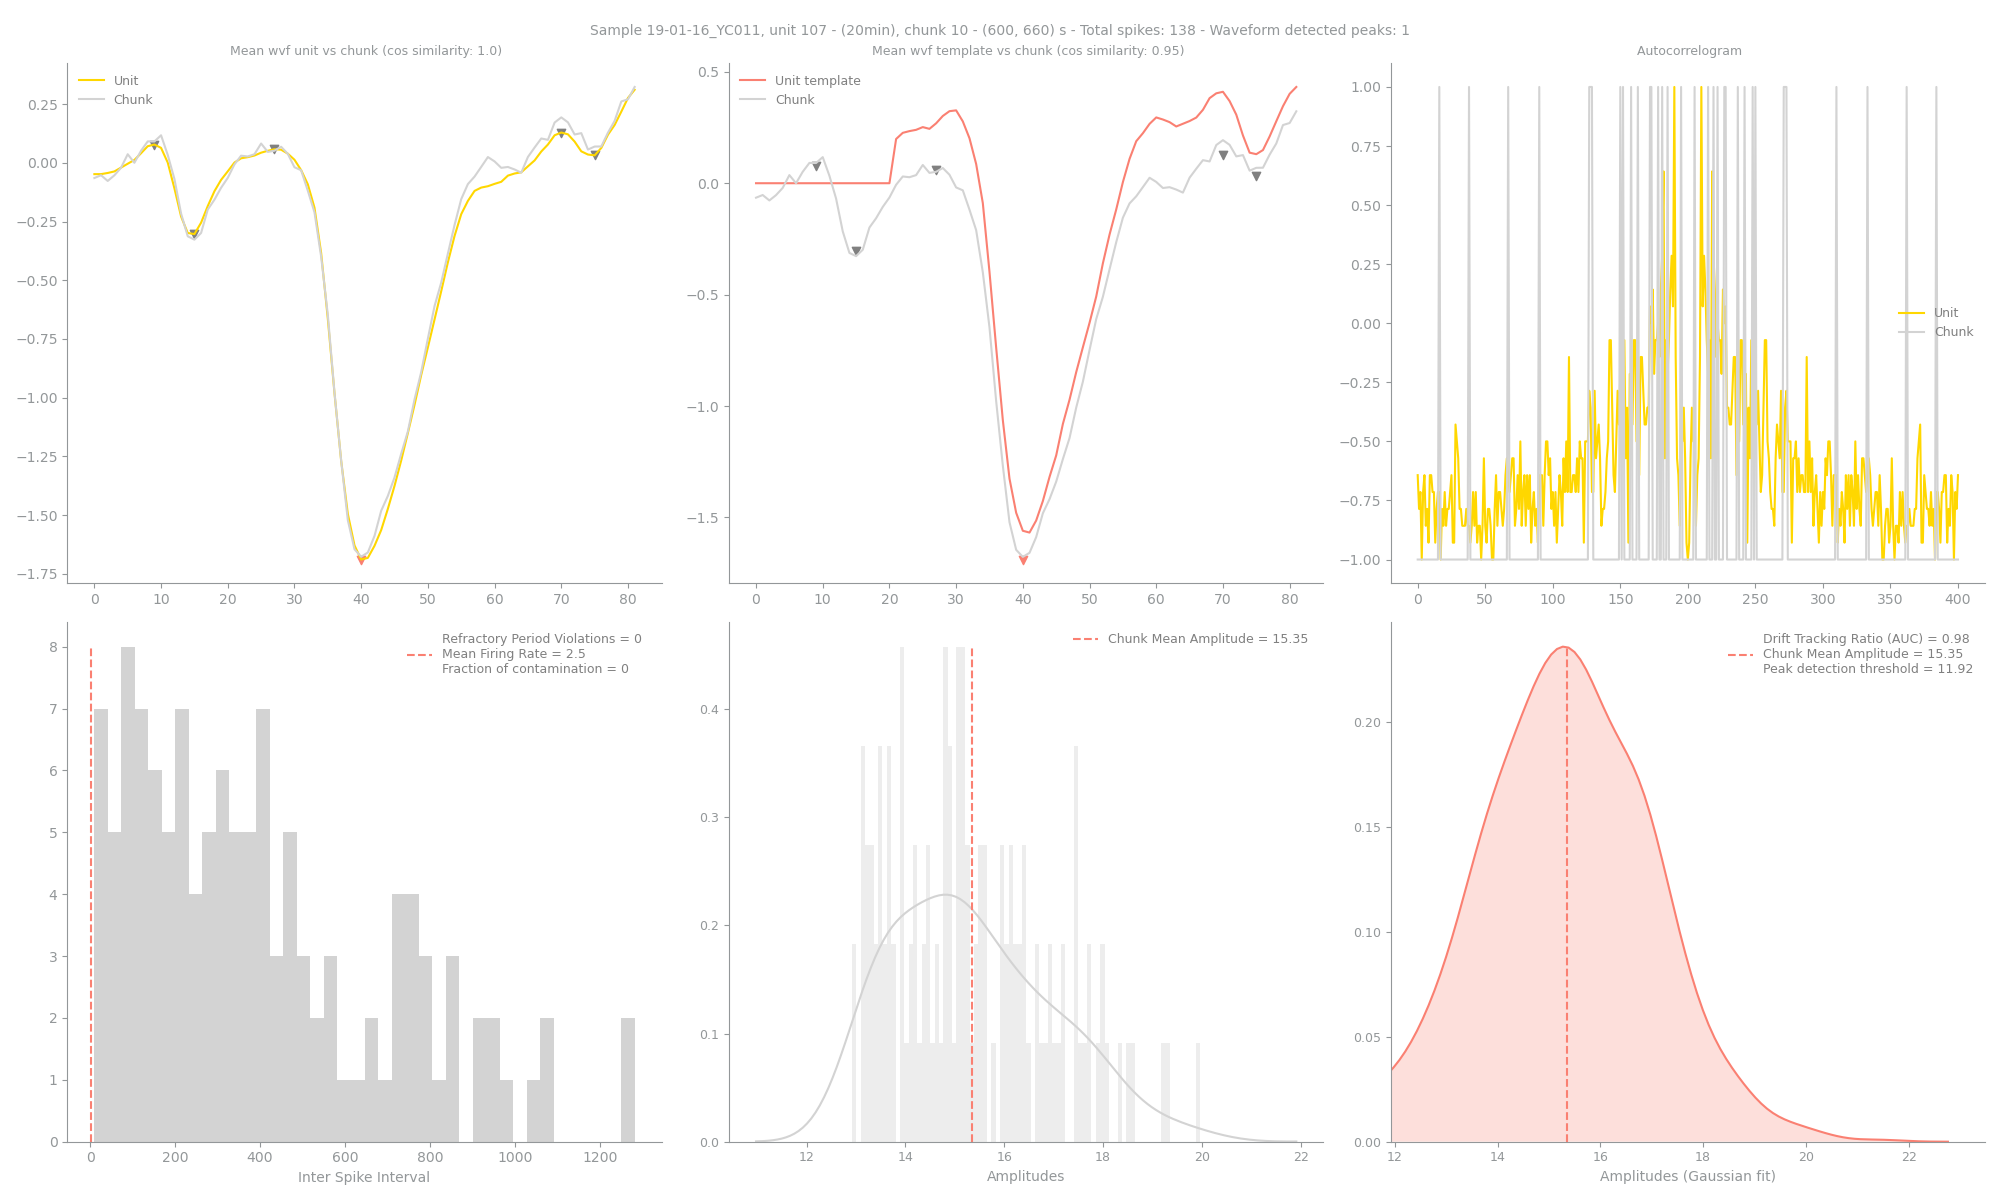 Sample 19-01-16_YC011, unit 107 - (20min), chunk 10 - (600, 660) s - Total spikes: 138 - Waveform detected peaks: 1
Mean wvf unit vs chunk (cos similarity: 1.0)
Unit
Chunk
0.25
0.00
−0.25
−0.50
−0.75
−1.00
−1.25
−1.50
−1.75
0 10 20 30 40 50 60 70 80
Mean wvf template vs chunk (cos similarity: 0.95)
Unit template
Chunk
0.5
0.0
−0.5
−1.0
−1.5
0 10 20 30 40 50 60 70 80
Autocorrelogram
Unit
Chunk
1.00
0.75
0.50
0.25
0.00
−0.25
−0.50
−0.75
−1.00
0 50 100 150 200 250 300 350 400
Refractory Period Violations = 0
Mean Firing Rate = 2.5
Fraction of contamination = 0
8
7
6
5
4
3
2
1
0
0 200 400 600 800 1000 1200
Inter Spike Interval
Chunk Mean Amplitude = 15.35
0.4
0.3
0.2
0.1
0.0
12 14 16 18 20 22
Amplitudes
Drift Tracking Ratio (AUC) = 0.98
Chunk Mean Amplitude = 15.35
Peak detection threshold = 11.92
0.20
0.15
0.10
0.05
0.00
12 14 16 18 20 22
Amplitudes (Gaussian fit)